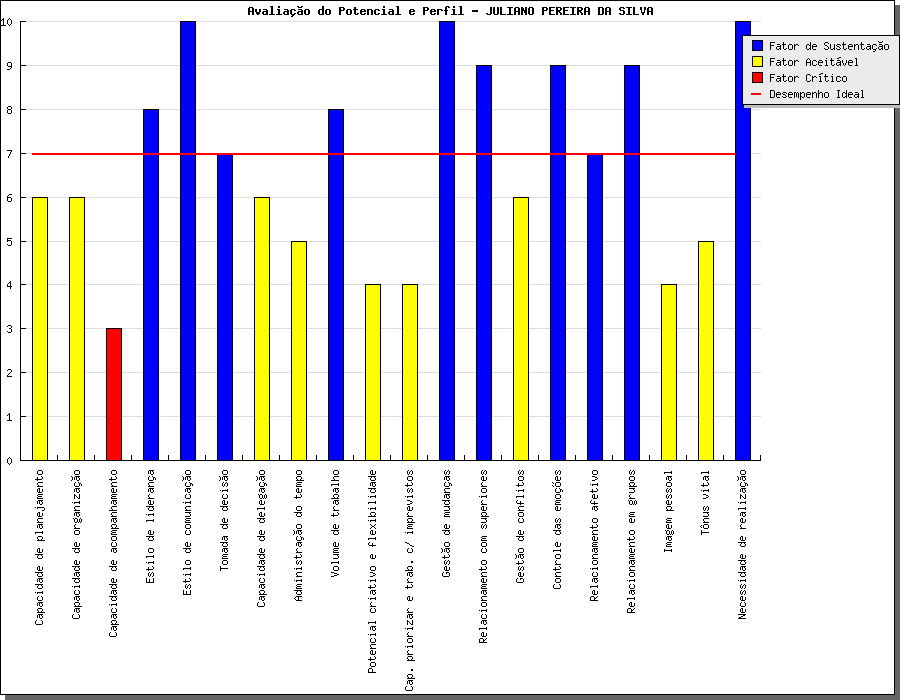 Avaliação do Potencial e Perfil - JULIANO PEREIRA DA SILVA
Fator de Sustentação
Fator Aceitável
Fator Crítico
Desempenho Ideal
10
9
8
7
6
5
4
3
2
1
0
Capacidade de planejamento
Capacidade de organização
Capacidade de acompanhamento
Estilo de liderança
Estilo de comunicação
Tomada de decisão
Capacidade de delegação
Administração do tempo
Volume de trabalho
Potencial criativo e flexibilidade
Cap. priorizar e trab. c/ imprevistos
Gestão de mudanças
Relacionamento com superiores
Gestão de conflitos
Controle das emoções
Relacionamento afetivo
Relacionamento em grupos
Imagem pessoal
Tônus vital
Necessidade de realização